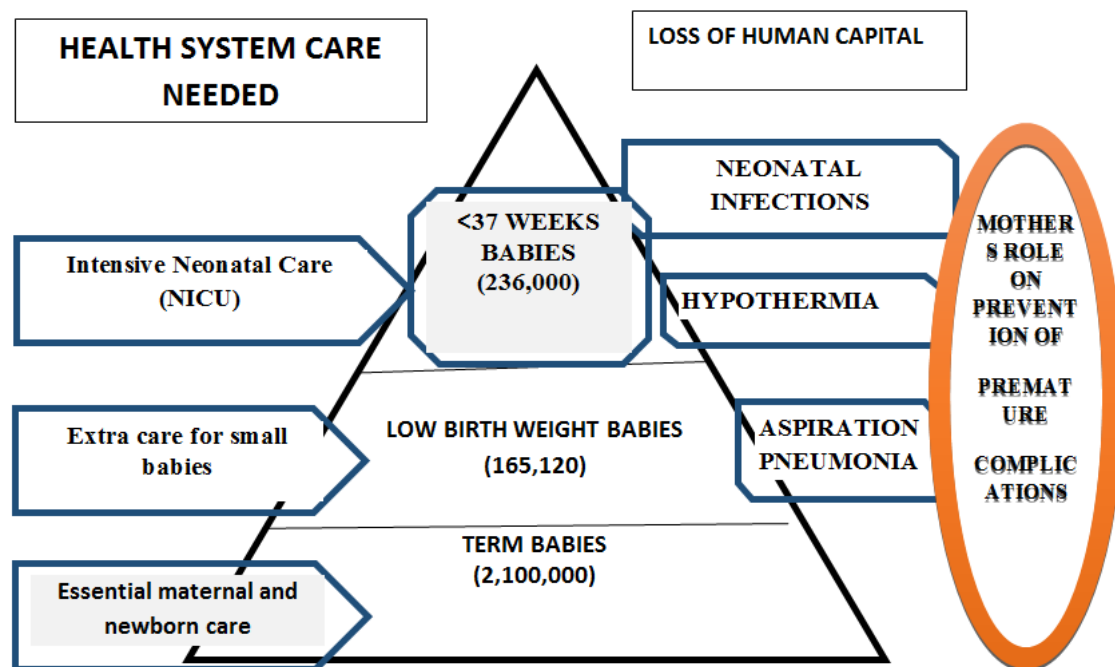 HEALTH SYSTEM CARE
NEEDED
LOSS OF HUMAN CAPITAL
<37 WEEKS
BABIES
(236,000)
NEONATAL
INFECTIONS
Intensive Neonatal Care
(NICU)
HYPOTHERMIA
Extra care for small
babies
LOW BIRTH WEIGHT BABIES
(165,120)
ASPIRATION
PNEUMONIA
TERM BABIES
(2,100,000)
Essential maternal and
newborn care
MOTHER
S ROLE
ON
PREVENT
ION OF
PREMAT
URE
COMPLIC
ATIONS